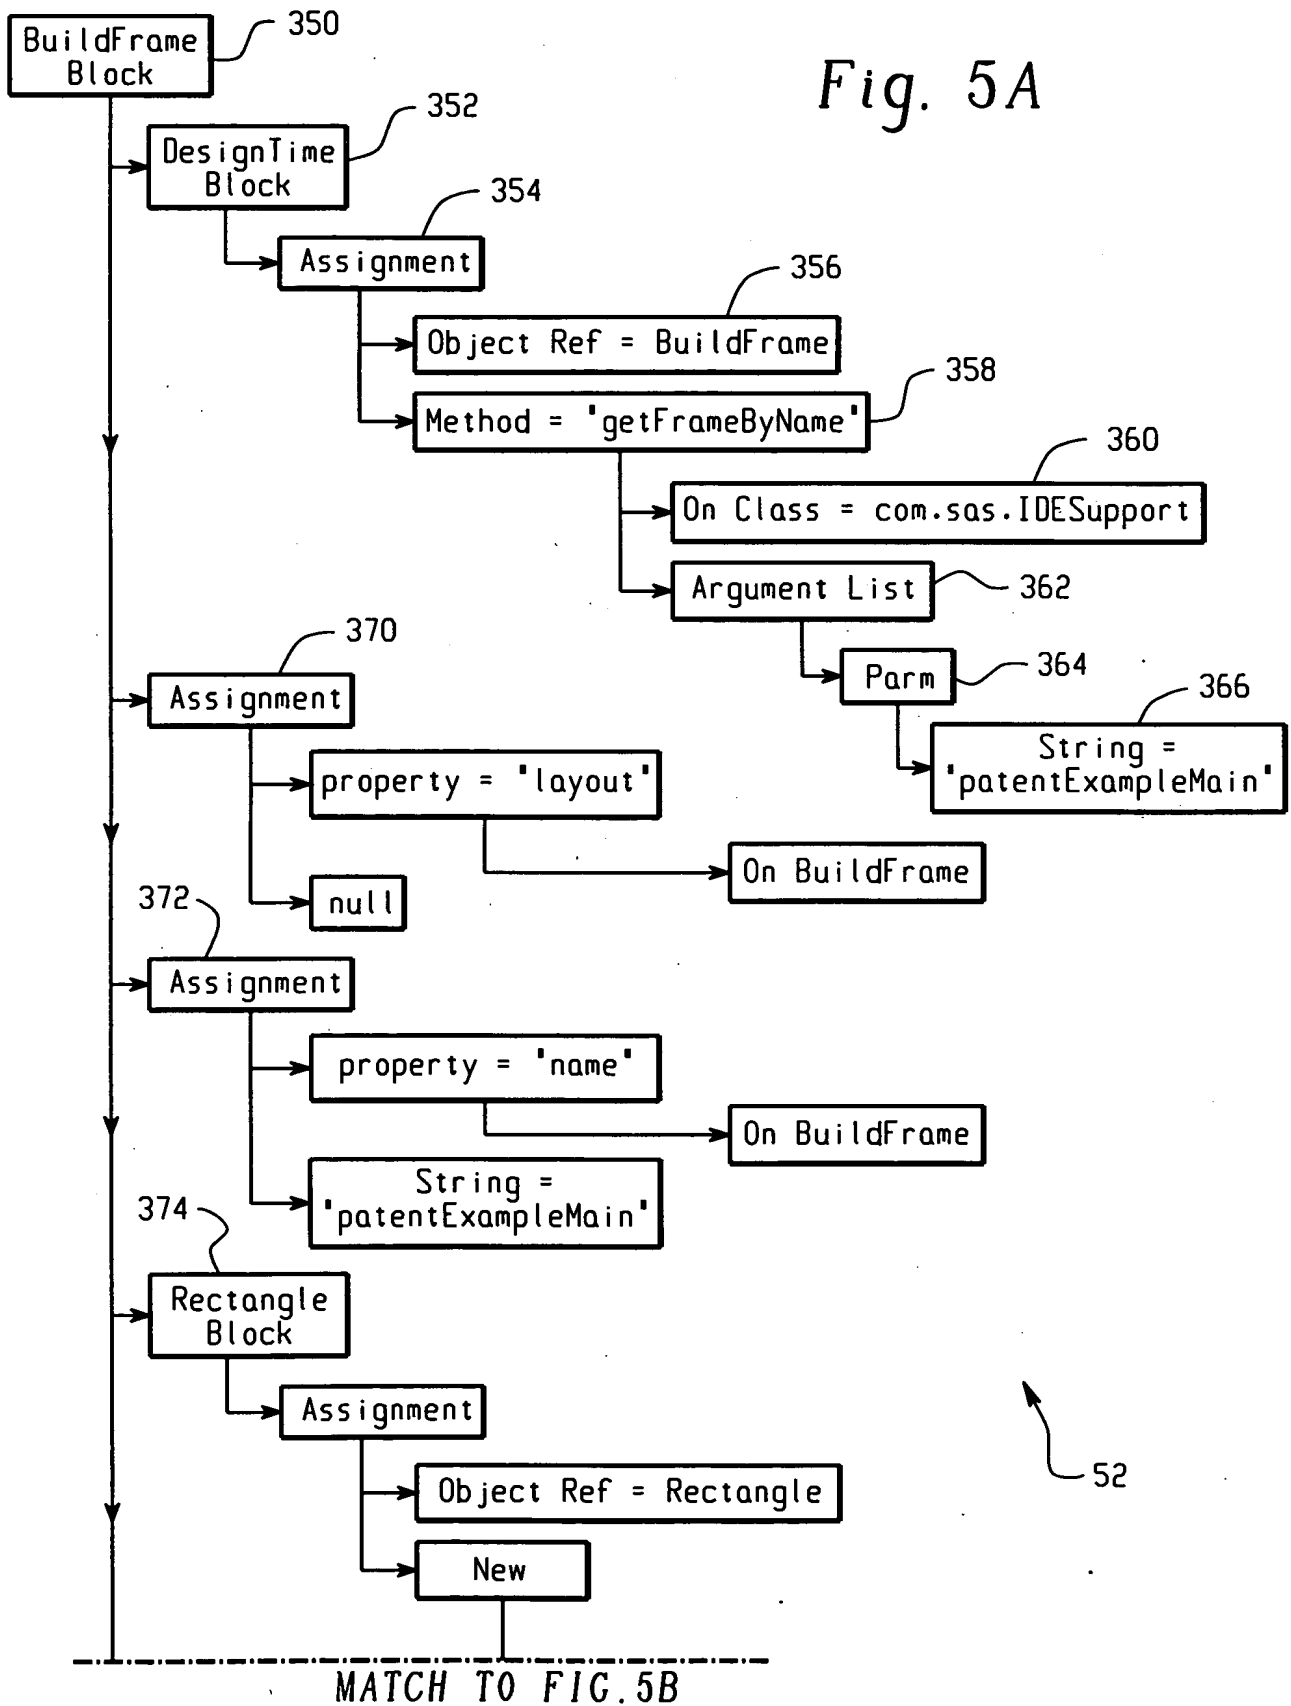 BuildFrame
Block
350
Fig. 5A
DesignTime
Block
352
Assignment
354
Object Ref = BuildFrame
356
Method = 'getFrameByName'
358
On Class = com.sas.IDESupport
360
Argument List
362
Parm
364
String =
'patentExampleMain'
366
Assignment
370
property = 'layout'
On BuildFrame
null
372
Assignment
property = 'name'
On BuildFrame
String =
'patentExampleMain'
374
Rectangle
Block
Assignment
Object Ref = Rectangle
New
52
MATCH TO FIG.5B